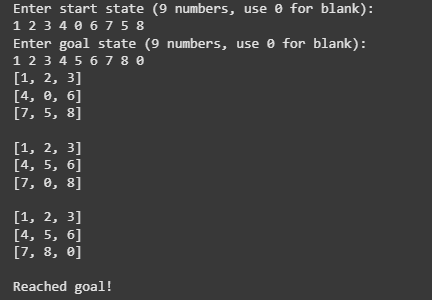 Enter start state (9 numbers, use 0 for blank):
1 2 3 4 0 6 7 5 8
Enter goal state (9 numbers, use 0 for blank):
1 2 3 4 5 6 7 8 0
[1, 2, 3]
[4, 0, 6]
[7, 5, 8]

[1, 2, 3]
[4, 5, 6]
[7, 0, 8]

[1, 2, 3]
[4, 5, 6]
[7, 8, 0]

Reached goal!